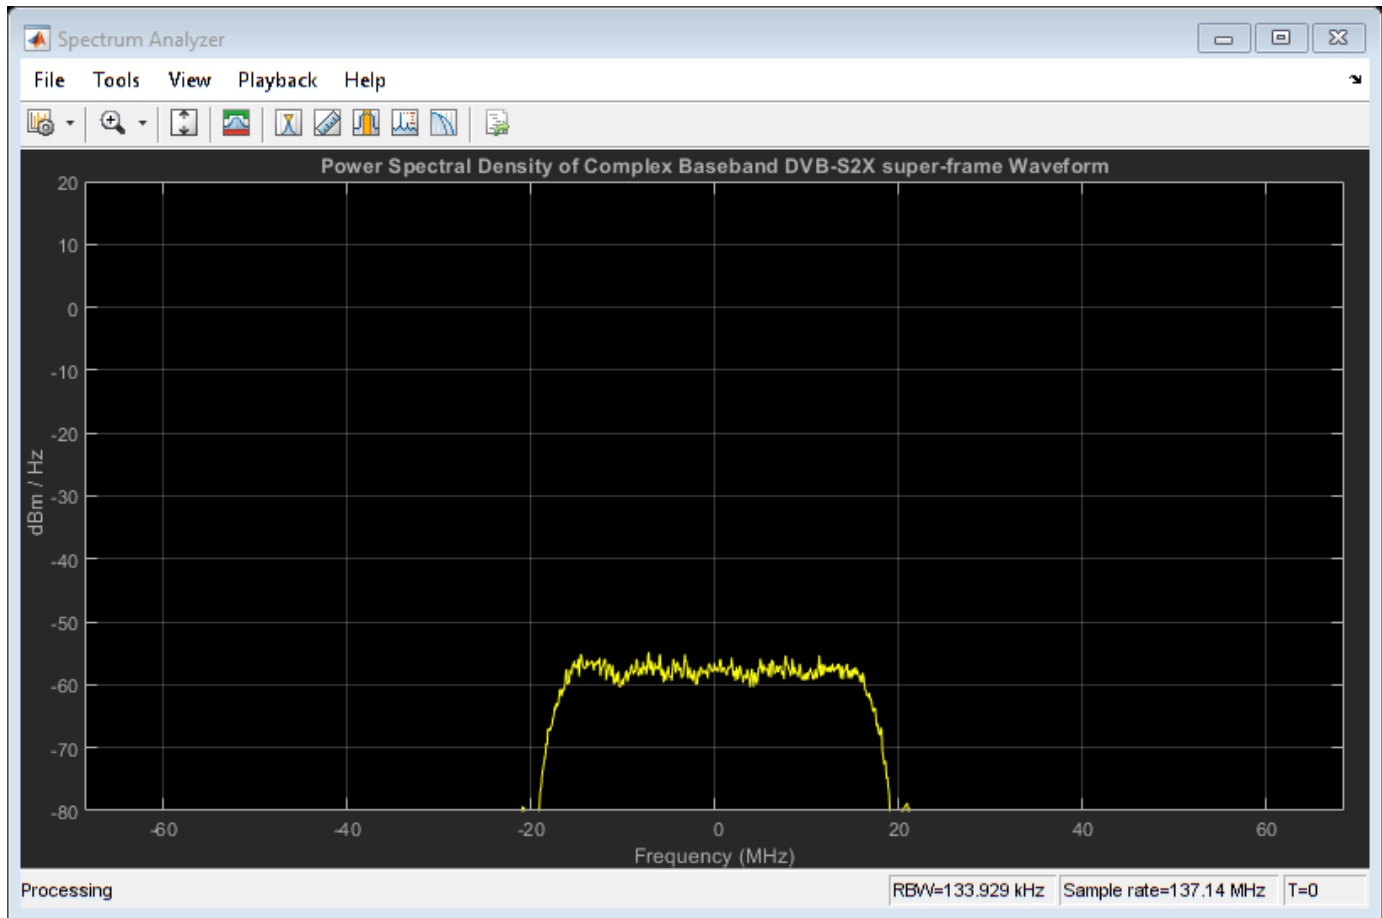 Spectrum Analyzer
File Tools View Playback Help
Power Spectral Density of Complex Baseband DVB-S2X super-frame Waveform
20
10
0
-10
-20
-30
-40
-50
-60
-70
-80
dBm / Hz
-60 -40 -20 0 20 40 60
Frequency (MHz)
Processing RBW=133.929 kHz Sample rate=137.14 MHz T=0